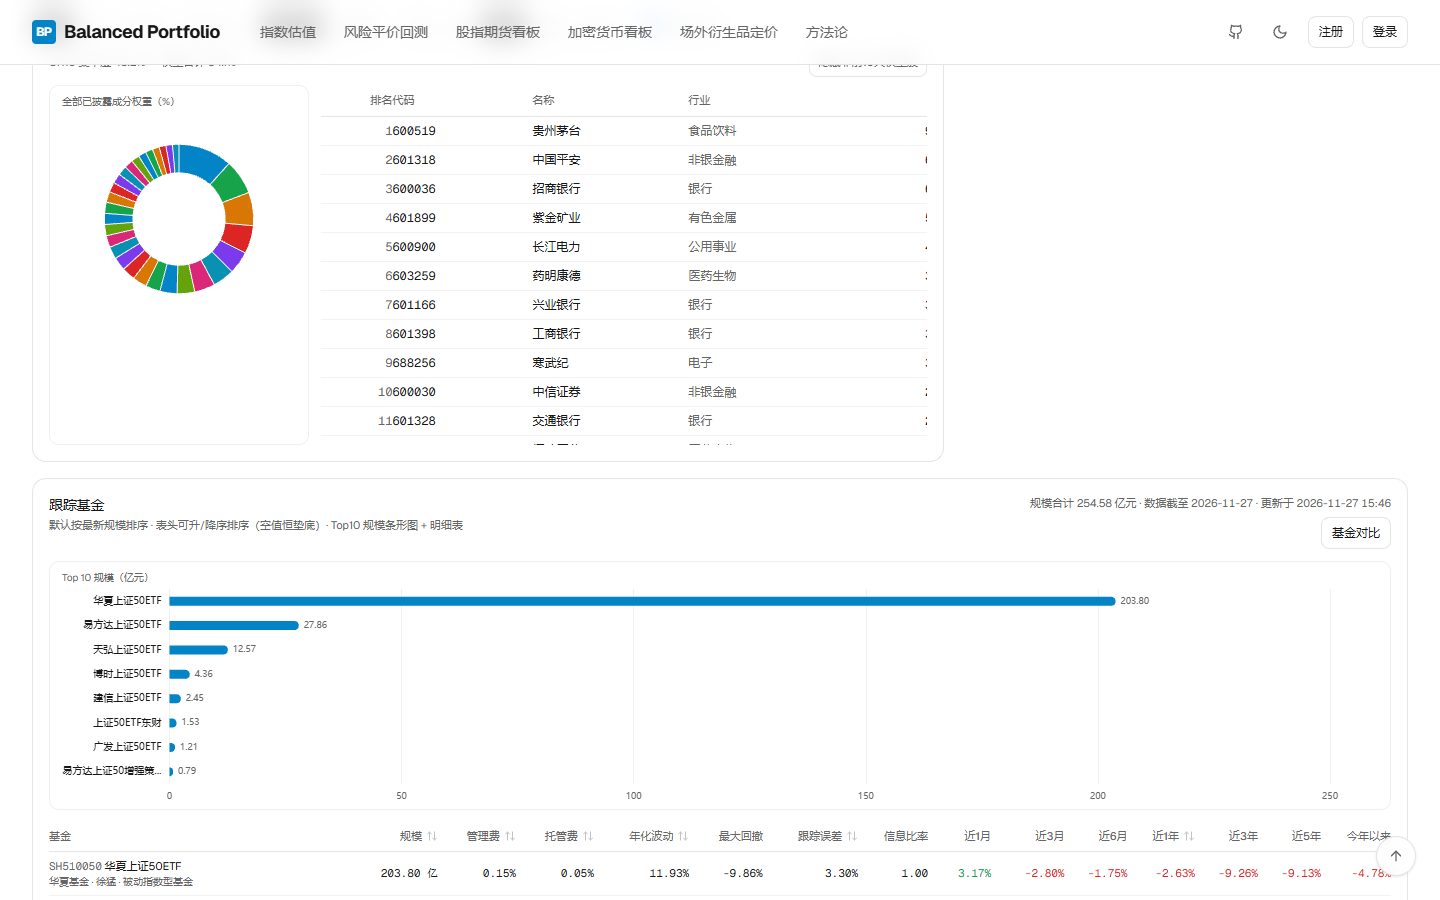 BP Balanced Portfolio 指数估值 风险平价回测 股指期货看板 加密货币看板 场外衍生品定价 方法论 注册 登录
全部已披露成分权重（%）
排名 代码 名称 行业
1 600519 贵州茅台 食品饮料
2 601318 中国平安 非银金融
3 600036 招商银行 银行
4 601899 紫金矿业 有色金属
5 600900 长江电力 公用事业
6 603259 药明康德 医药生物
7 601166 兴业银行 银行
8 601398 工商银行 银行
9 688256 寒武纪 电子
10 600030 中信证券 非银金融
11 601328 交通银行 银行
跟踪基金
规模合计 254.58 亿元 · 数据截至 2026-11-27 · 更新于 2026-11-27 15:46
默认按最新规模排序 · 表头可升/降序排序（空值恒垫底） · Top10 规模条形图 + 明细表
基金对比
Top 10 规模（亿元）
华夏上证50ETF 203.80
易方达上证50ETF 27.86
天弘上证50ETF 12.57
博时上证50ETF 4.36
建信上证50ETF 2.45
上证50ETF东财 1.53
广发上证50ETF 1.21
易方达上证50增强策... 0.79
0 50 100 150 200 250
基金 规模 管理费 托管费 年化波动 最大回撤 跟踪误差 信息比率 近1月 近3月 近6月 近1年 近3年 近5年 今年以来
SH510050 华夏上证50ETF
华夏基金 · 徐猛 · 被动指数型基金
203.80 亿 0.15% 0.05% 11.93% -9.86% 3.30% 1.00 3.17% -2.80% -1.75% -2.63% -9.26% -9.13% -4.78%